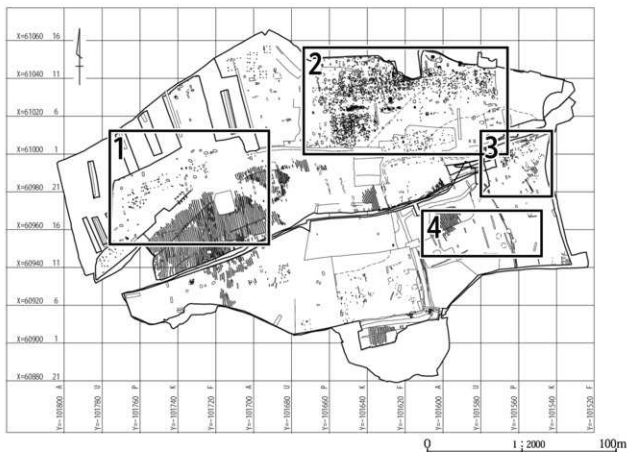 X=61060 16
X=61040 11
X=61020 6
X=61000 1
X=60980 21
X=60960 16
X=60940 11
X=60920 6
X=60900 1
X=60880 21
1
2
3
4
Y=-101800 A
Y=-101780 U
Y=-101760 P
Y=-101740 K
Y=-101720 F
Y=-101700 A
Y=-101680 U
Y=-101660 P
Y=-101640 K
Y=-101620 F
Y=-101600 A
Y=-101580 U
Y=-101560 P
Y=-101540 K
Y=-101520 F
0 1 : 2000 100m